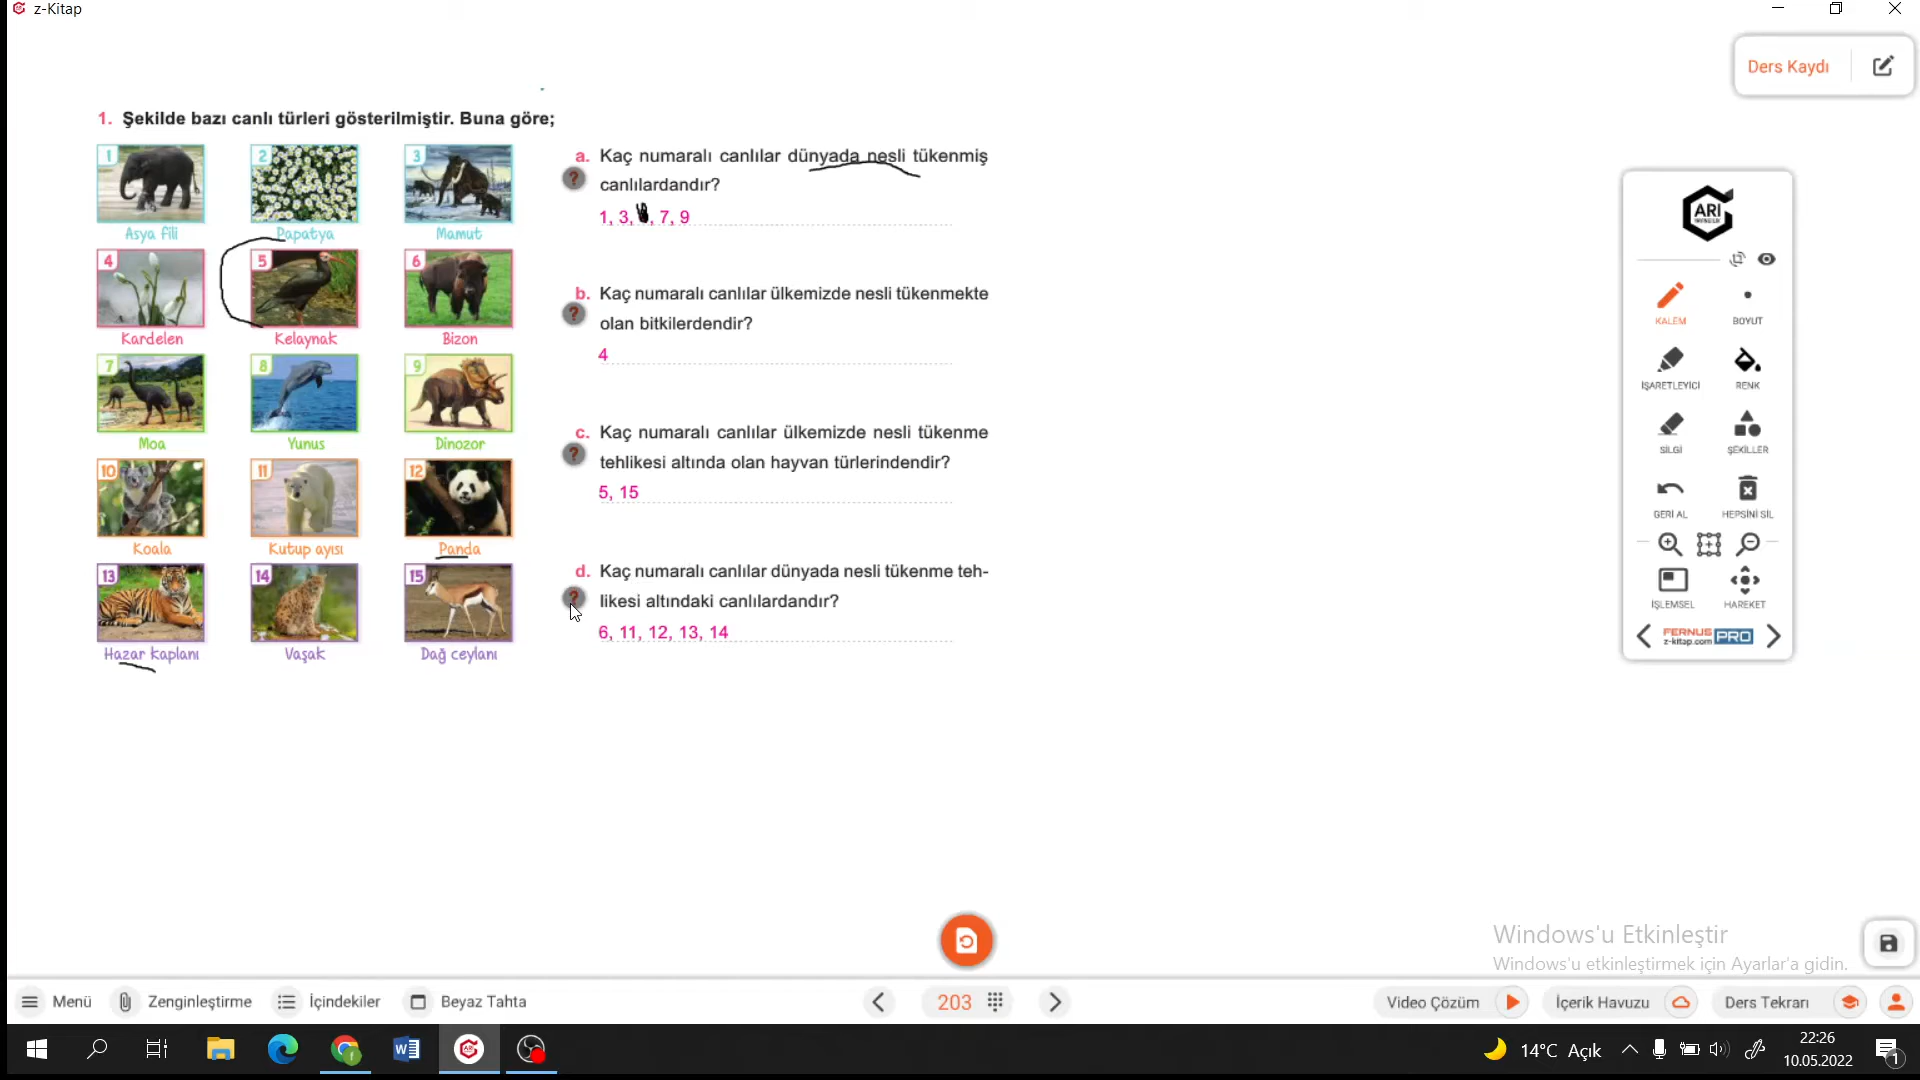 z-Kitap
Ders Kaydı
1. Şekilde bazı canlı türleri gösterilmiştir. Buna göre;
1
2
3
Asya fili
Papatya
Mamut
4
5
6
Kardelen
Kelaynak
Bizon
7
8
9
Moa
Yunus
Dinozor
10
11
12
Koala
Kutup ayısı
Panda
13
14
15
Hazar kaplanı
Vaşak
Dağ ceylanı
a. Kaç numaralı canlılar dünyada nesli tükenmiş
? canlılardandır?
1, 3, , 7, 9
b. Kaç numaralı canlılar ülkemizde nesli tükenmekte
? olan bitkilerdendir?
4
c. Kaç numaralı canlılar ülkemizde nesli tükenme
? tehlikesi altında olan hayvan türlerindendir?
5, 15
d. Kaç numaralı canlılar dünyada nesli tükenme teh-
? likesi altındaki canlılardandır?
6, 11, 12, 13, 14
ARI
KALEM
BOYUT
İŞARETLEYİCİ
RENK
SİLGİ
ŞEKİLLER
GERİ AL
HEPSİNİ SİL
İŞLEMSEL
HAREKET
FERNUS PRO
z-kitap.com
Windows'u Etkinleştir
Windows'u etkinleştirmek için Ayarlar'a gidin.
Menü
Zenginleştirme
İçindekiler
Beyaz Tahta
203
Video Çözüm
İçerik Havuzu
Ders Tekrarı
14°C Açık
22:26
10.05.2022
1